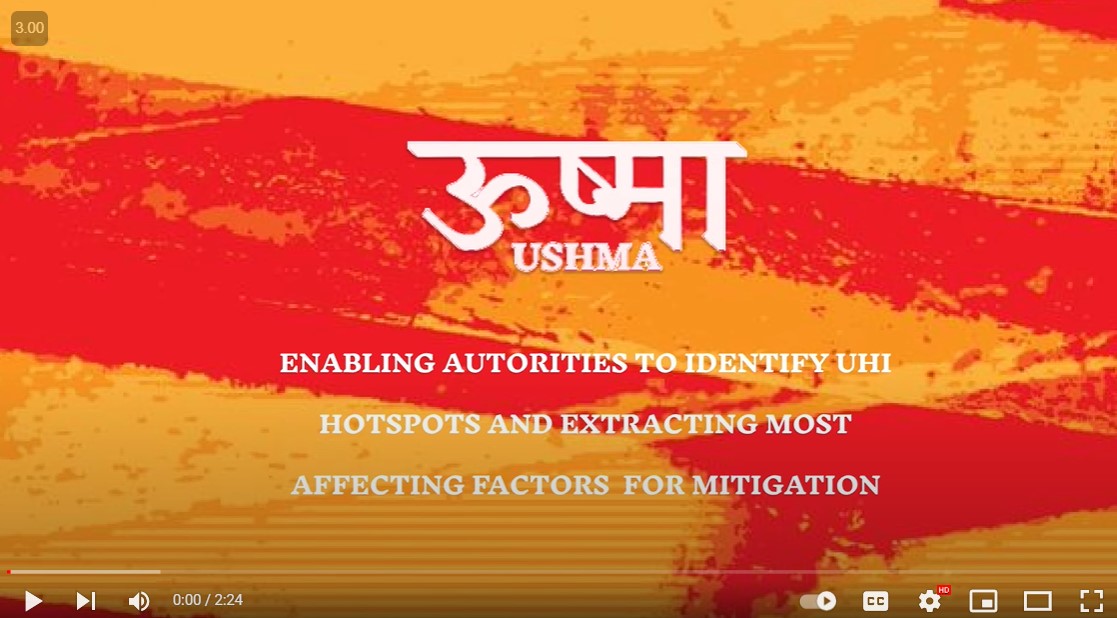 3.00
ऊष्मा
USHMA
ENABLING AUTORITIES TO IDENTIFY UHI
HOTSPOTS AND EXTRACTING MOST
AFFECTING FACTORS FOR MITIGATION
0:00 / 2:24
CC
HD